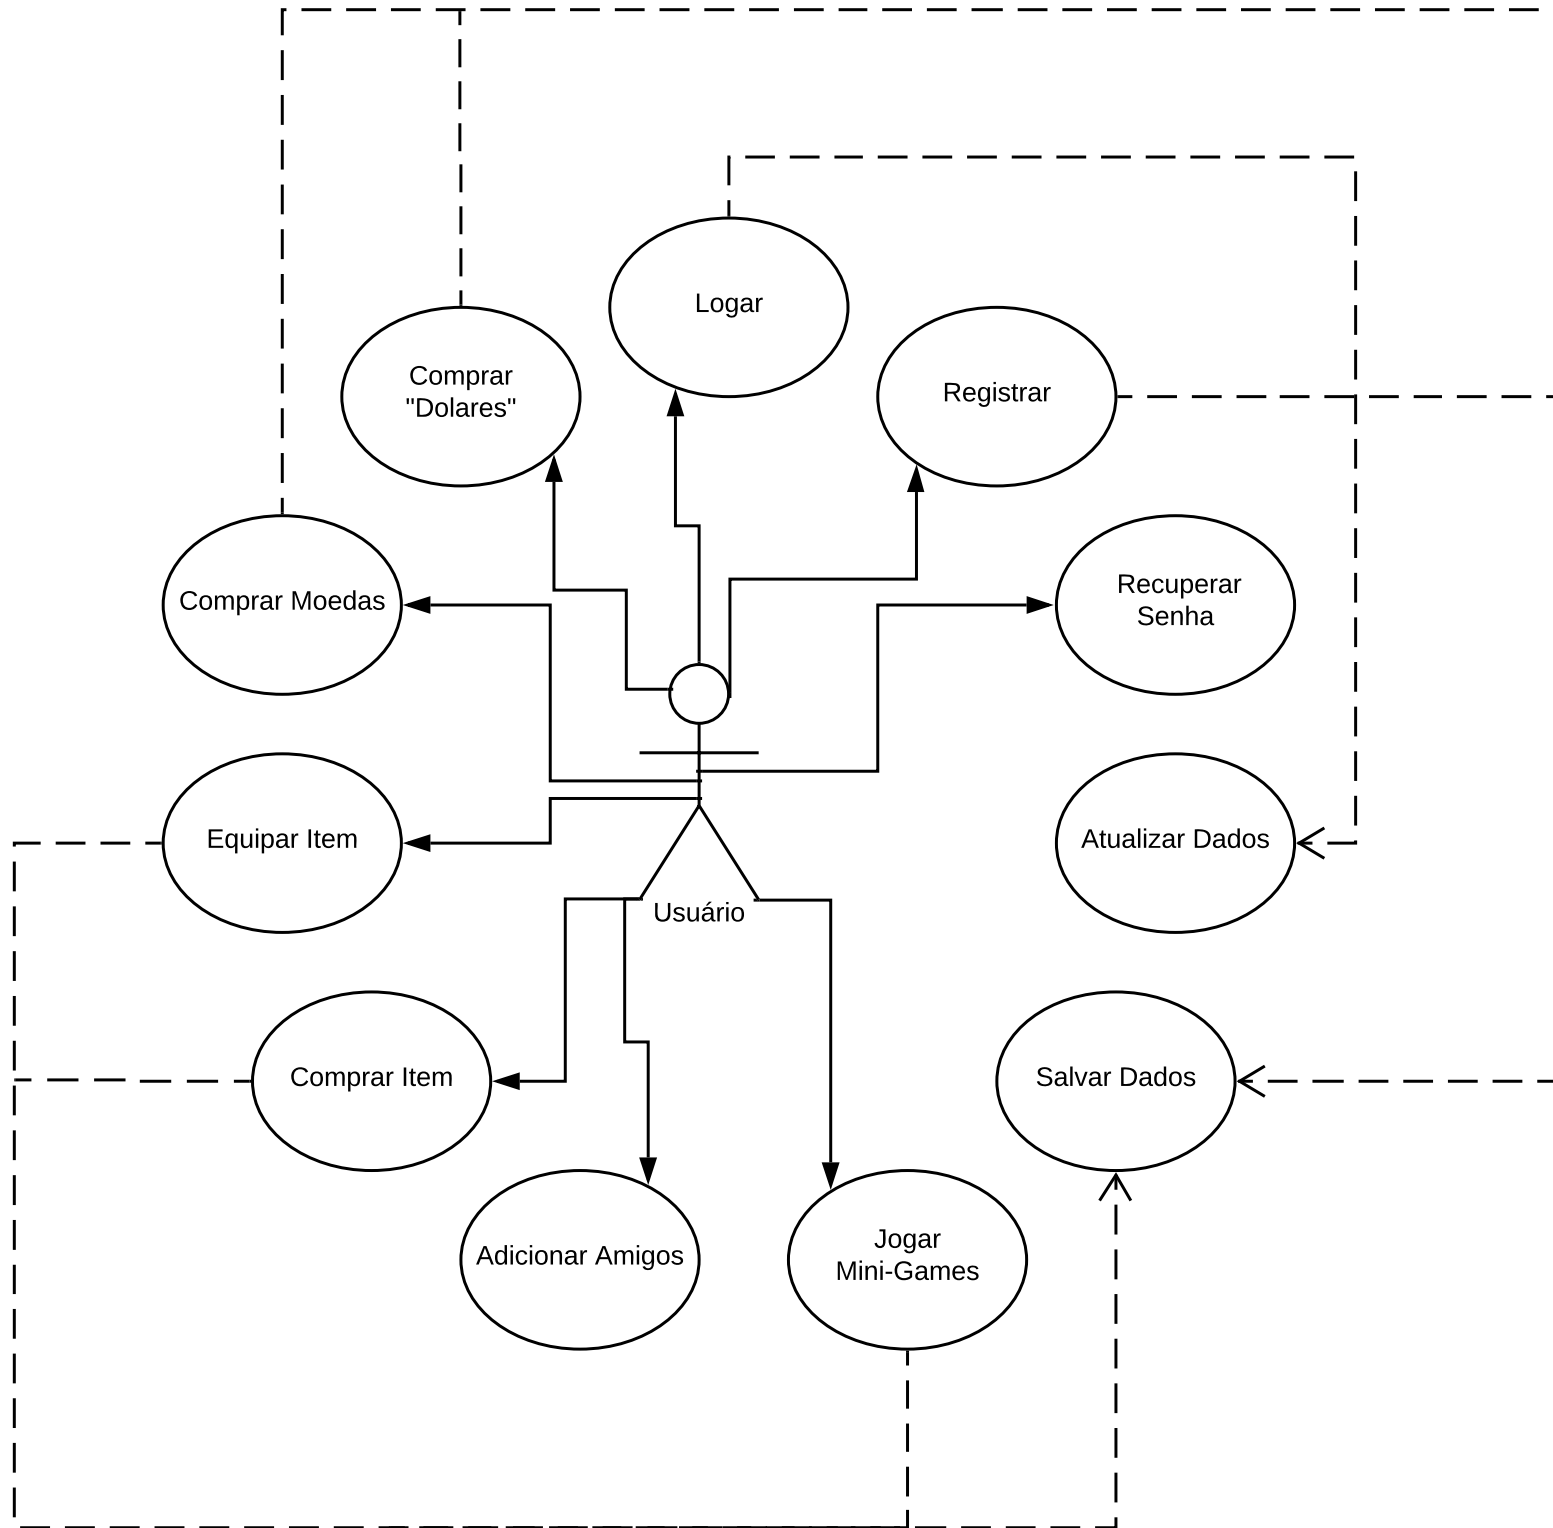 Logar
Comprar
"Dolares"
Registrar
Comprar Moedas
Recuperar
Senha
Equipar Item
Atualizar Dados
Usuário
Comprar Item
Salvar Dados
Adicionar Amigos
Jogar
Mini-Games